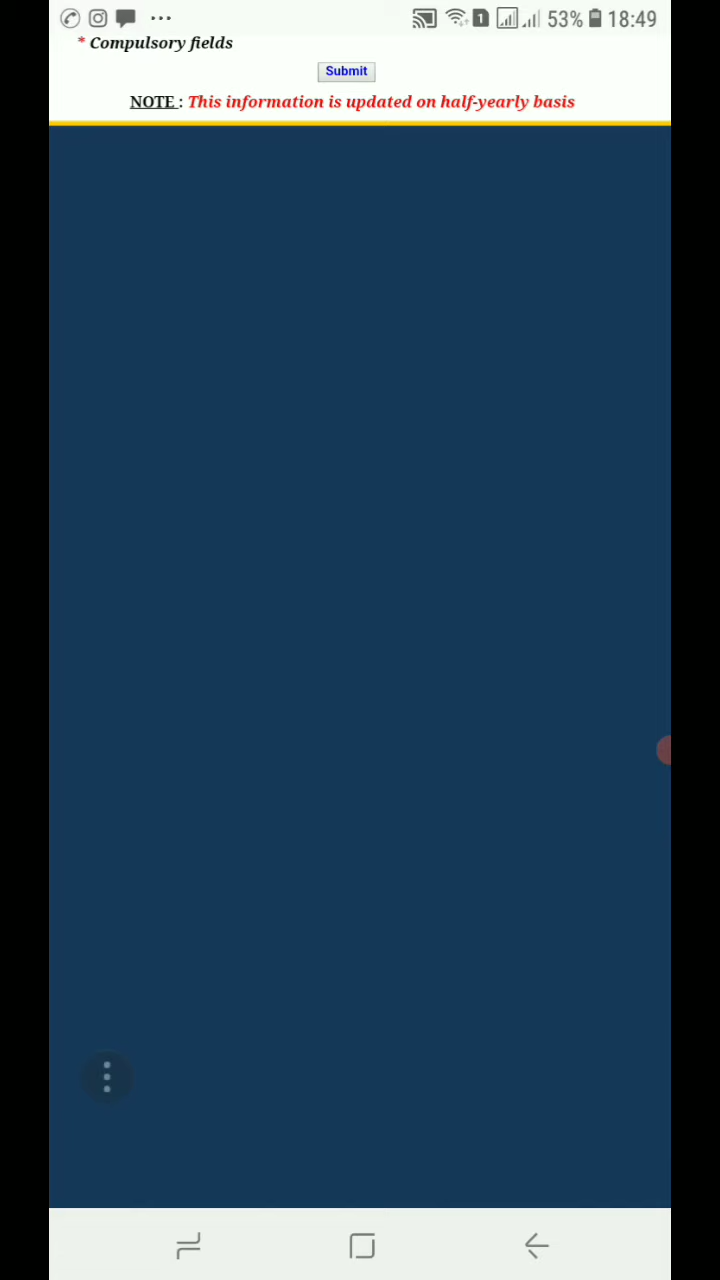 53% 18:49
* Compulsory fields
Submit
NOTE : This information is updated on half-yearly basis